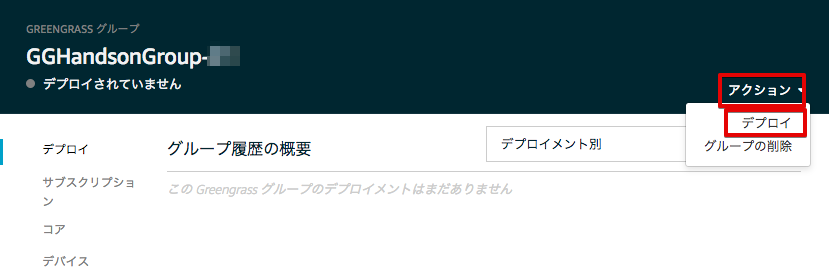 GREENGRASS グループ
GGHandsonGroup-
デプロイされていません
アクション
デプロイ
グループの削除
デプロイ
サブスクリプショ
ン
コア
デバイス
グループ履歴の概要
デプロイメント別
この Greengrass グループのデプロイメントはまだありません